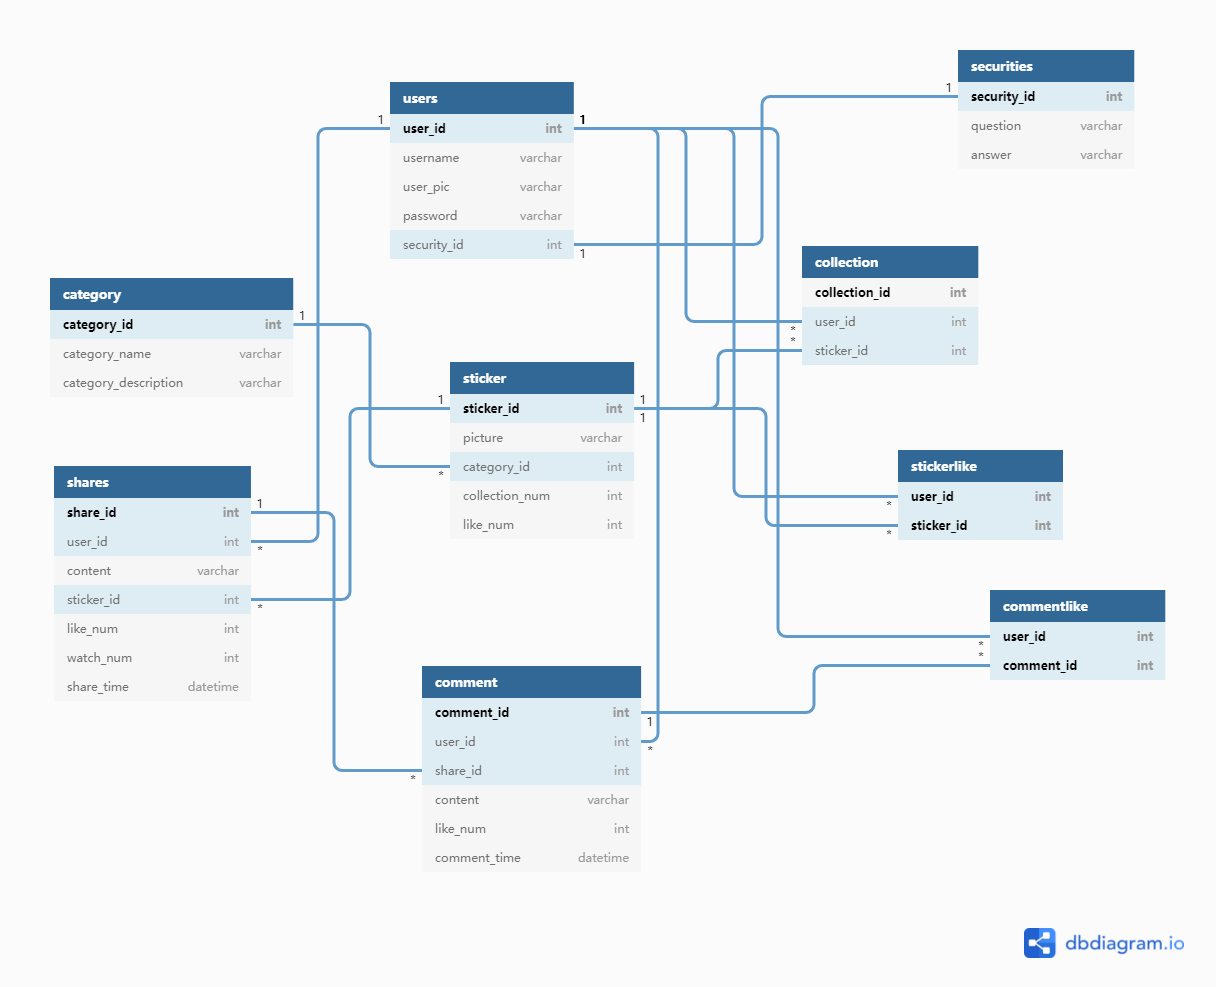 securities
security_id int
question varchar
answer varchar
1
users
user_id int
username varchar
user_pic varchar
password varchar
security_id int
1
1
1
collection
collection_id int
user_id int
sticker_id int
*
*
category
category_id int
category_name varchar
category_description varchar
1
sticker
sticker_id int
picture varchar
category_id int
collection_num int
like_num int
1
*
1
1
stickerlike
user_id int
sticker_id int
*
*
shares
share_id int
user_id int
content varchar
sticker_id int
like_num int
watch_num int
share_time datetime
1
*
*
commentlike
user_id int
comment_id int
*
*
comment
comment_id int
user_id int
share_id int
content varchar
like_num int
comment_time datetime
1
*
*
dbdiagram.io